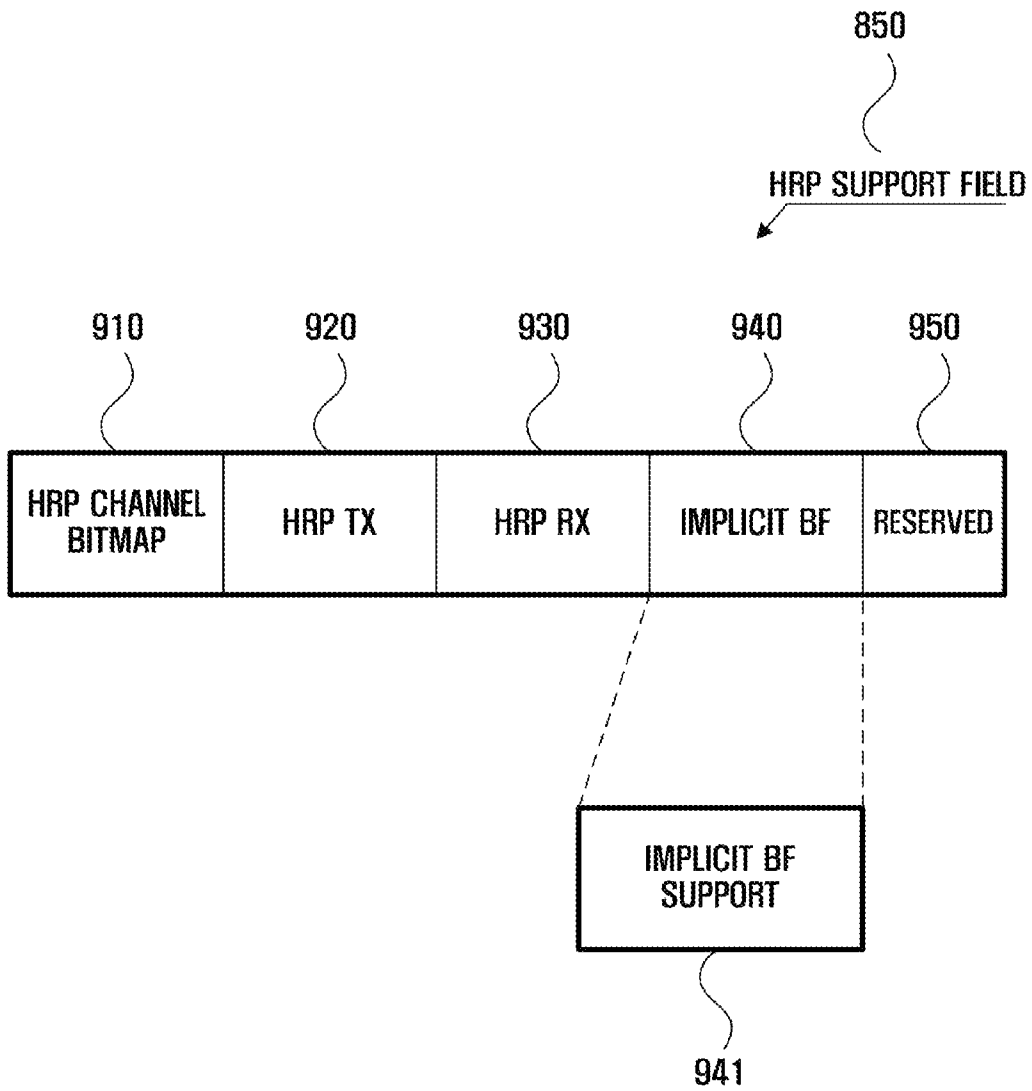 850
HRP SUPPORT FIELD
910 920 930 940 950
HRP CHANNEL BITMAP
HRP TX
HRP RX
IMPLICIT BF
RESERVED
IMPLICIT BF
SUPPORT
941